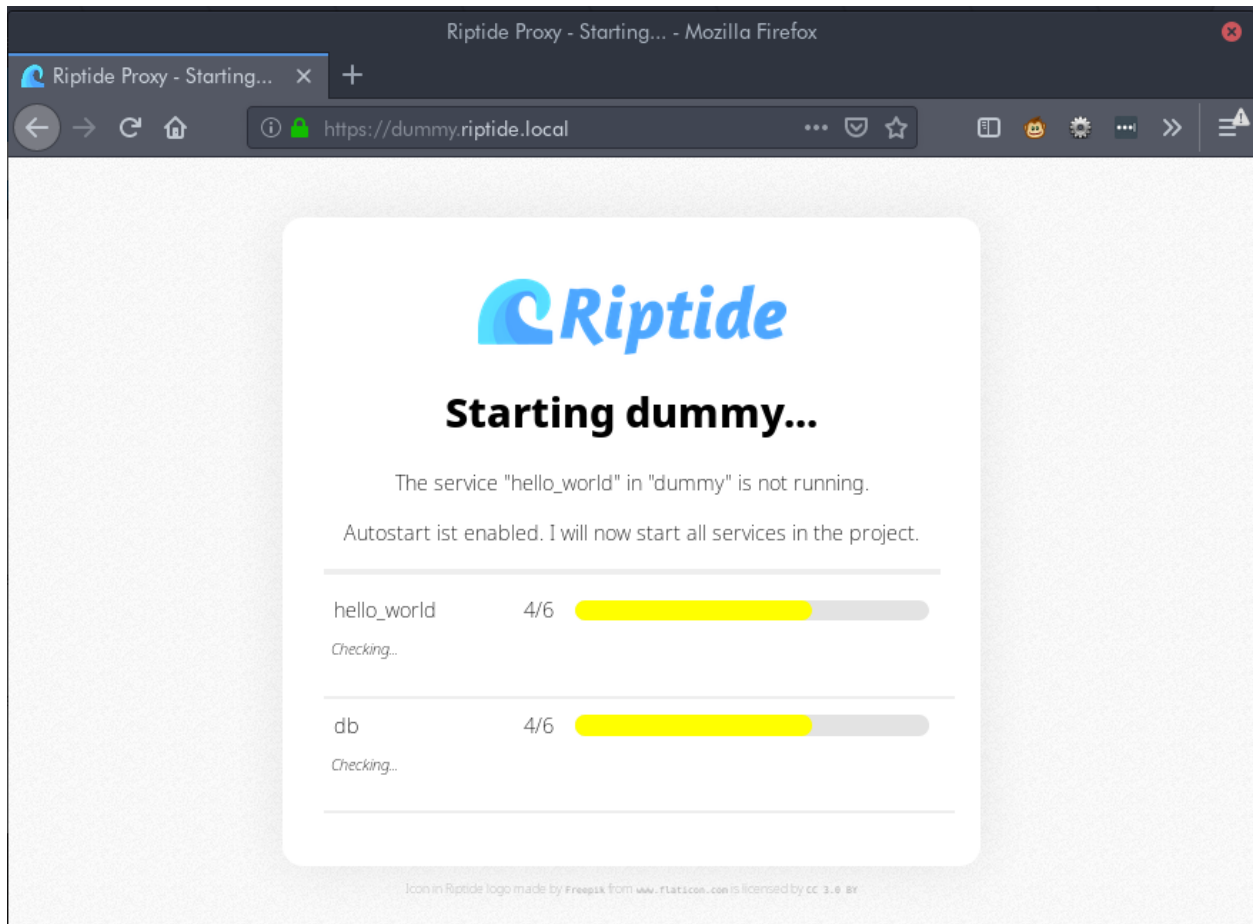 Riptide Proxy - Starting... - Mozilla Firefox
Riptide Proxy - Starting...
https://dummy.riptide.local
Riptide
Starting dummy...
The service "hello_world" in "dummy" is not running.
Autostart ist enabled. I will now start all services in the project.
hello_world 4/6
Checking...
db 4/6
Checking...
Icon in Riptide logo made by Freepik from www.flaticon.com is licensed by CC 3.0 BY